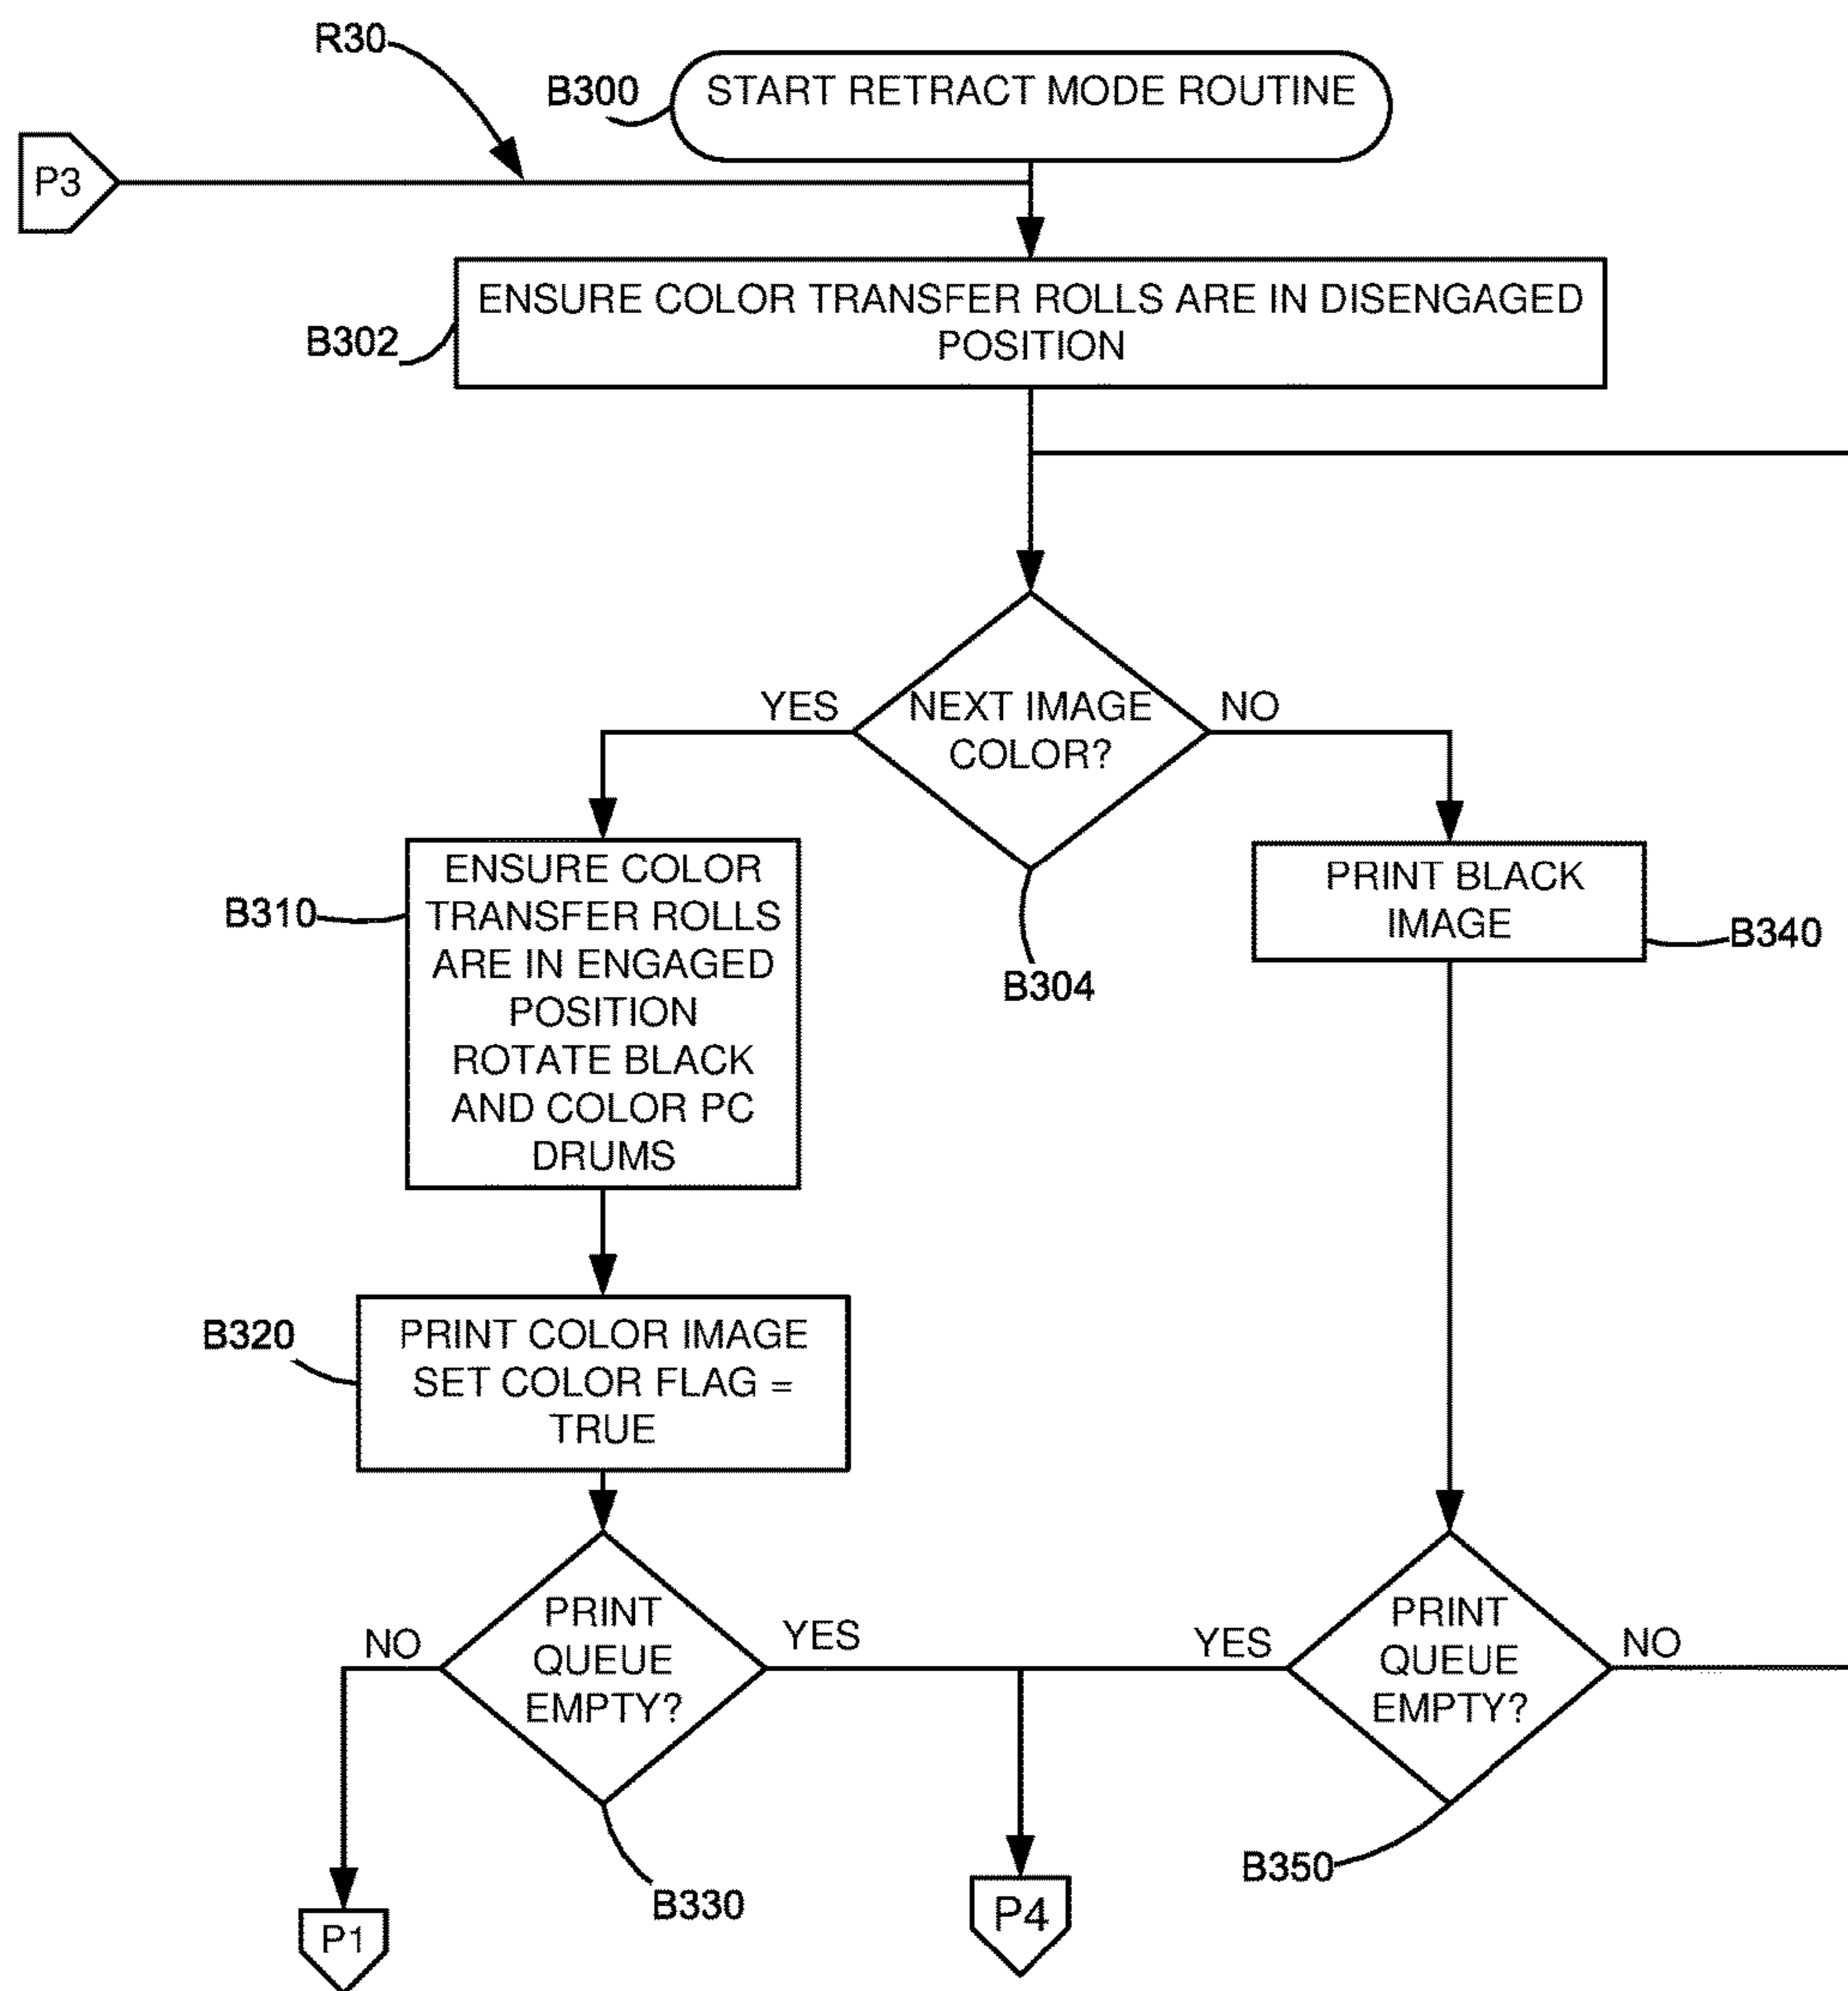 R30
B300
START RETRACT MODE ROUTINE
P3
ENSURE COLOR TRANSFER ROLLS ARE IN DISENGAGED
POSITION
B302
YES
NEXT IMAGE
COLOR?
NO
B304
B310
ENSURE COLOR
TRANSFER ROLLS
ARE IN ENGAGED
POSITION
ROTATE BLACK
AND COLOR PC
DRUMS
PRINT BLACK
IMAGE
B340
B320
PRINT COLOR IMAGE
SET COLOR FLAG =
TRUE
NO
PRINT
QUEUE
EMPTY?
YES
B330
YES
PRINT
QUEUE
EMPTY?
NO
B350
P1
P4